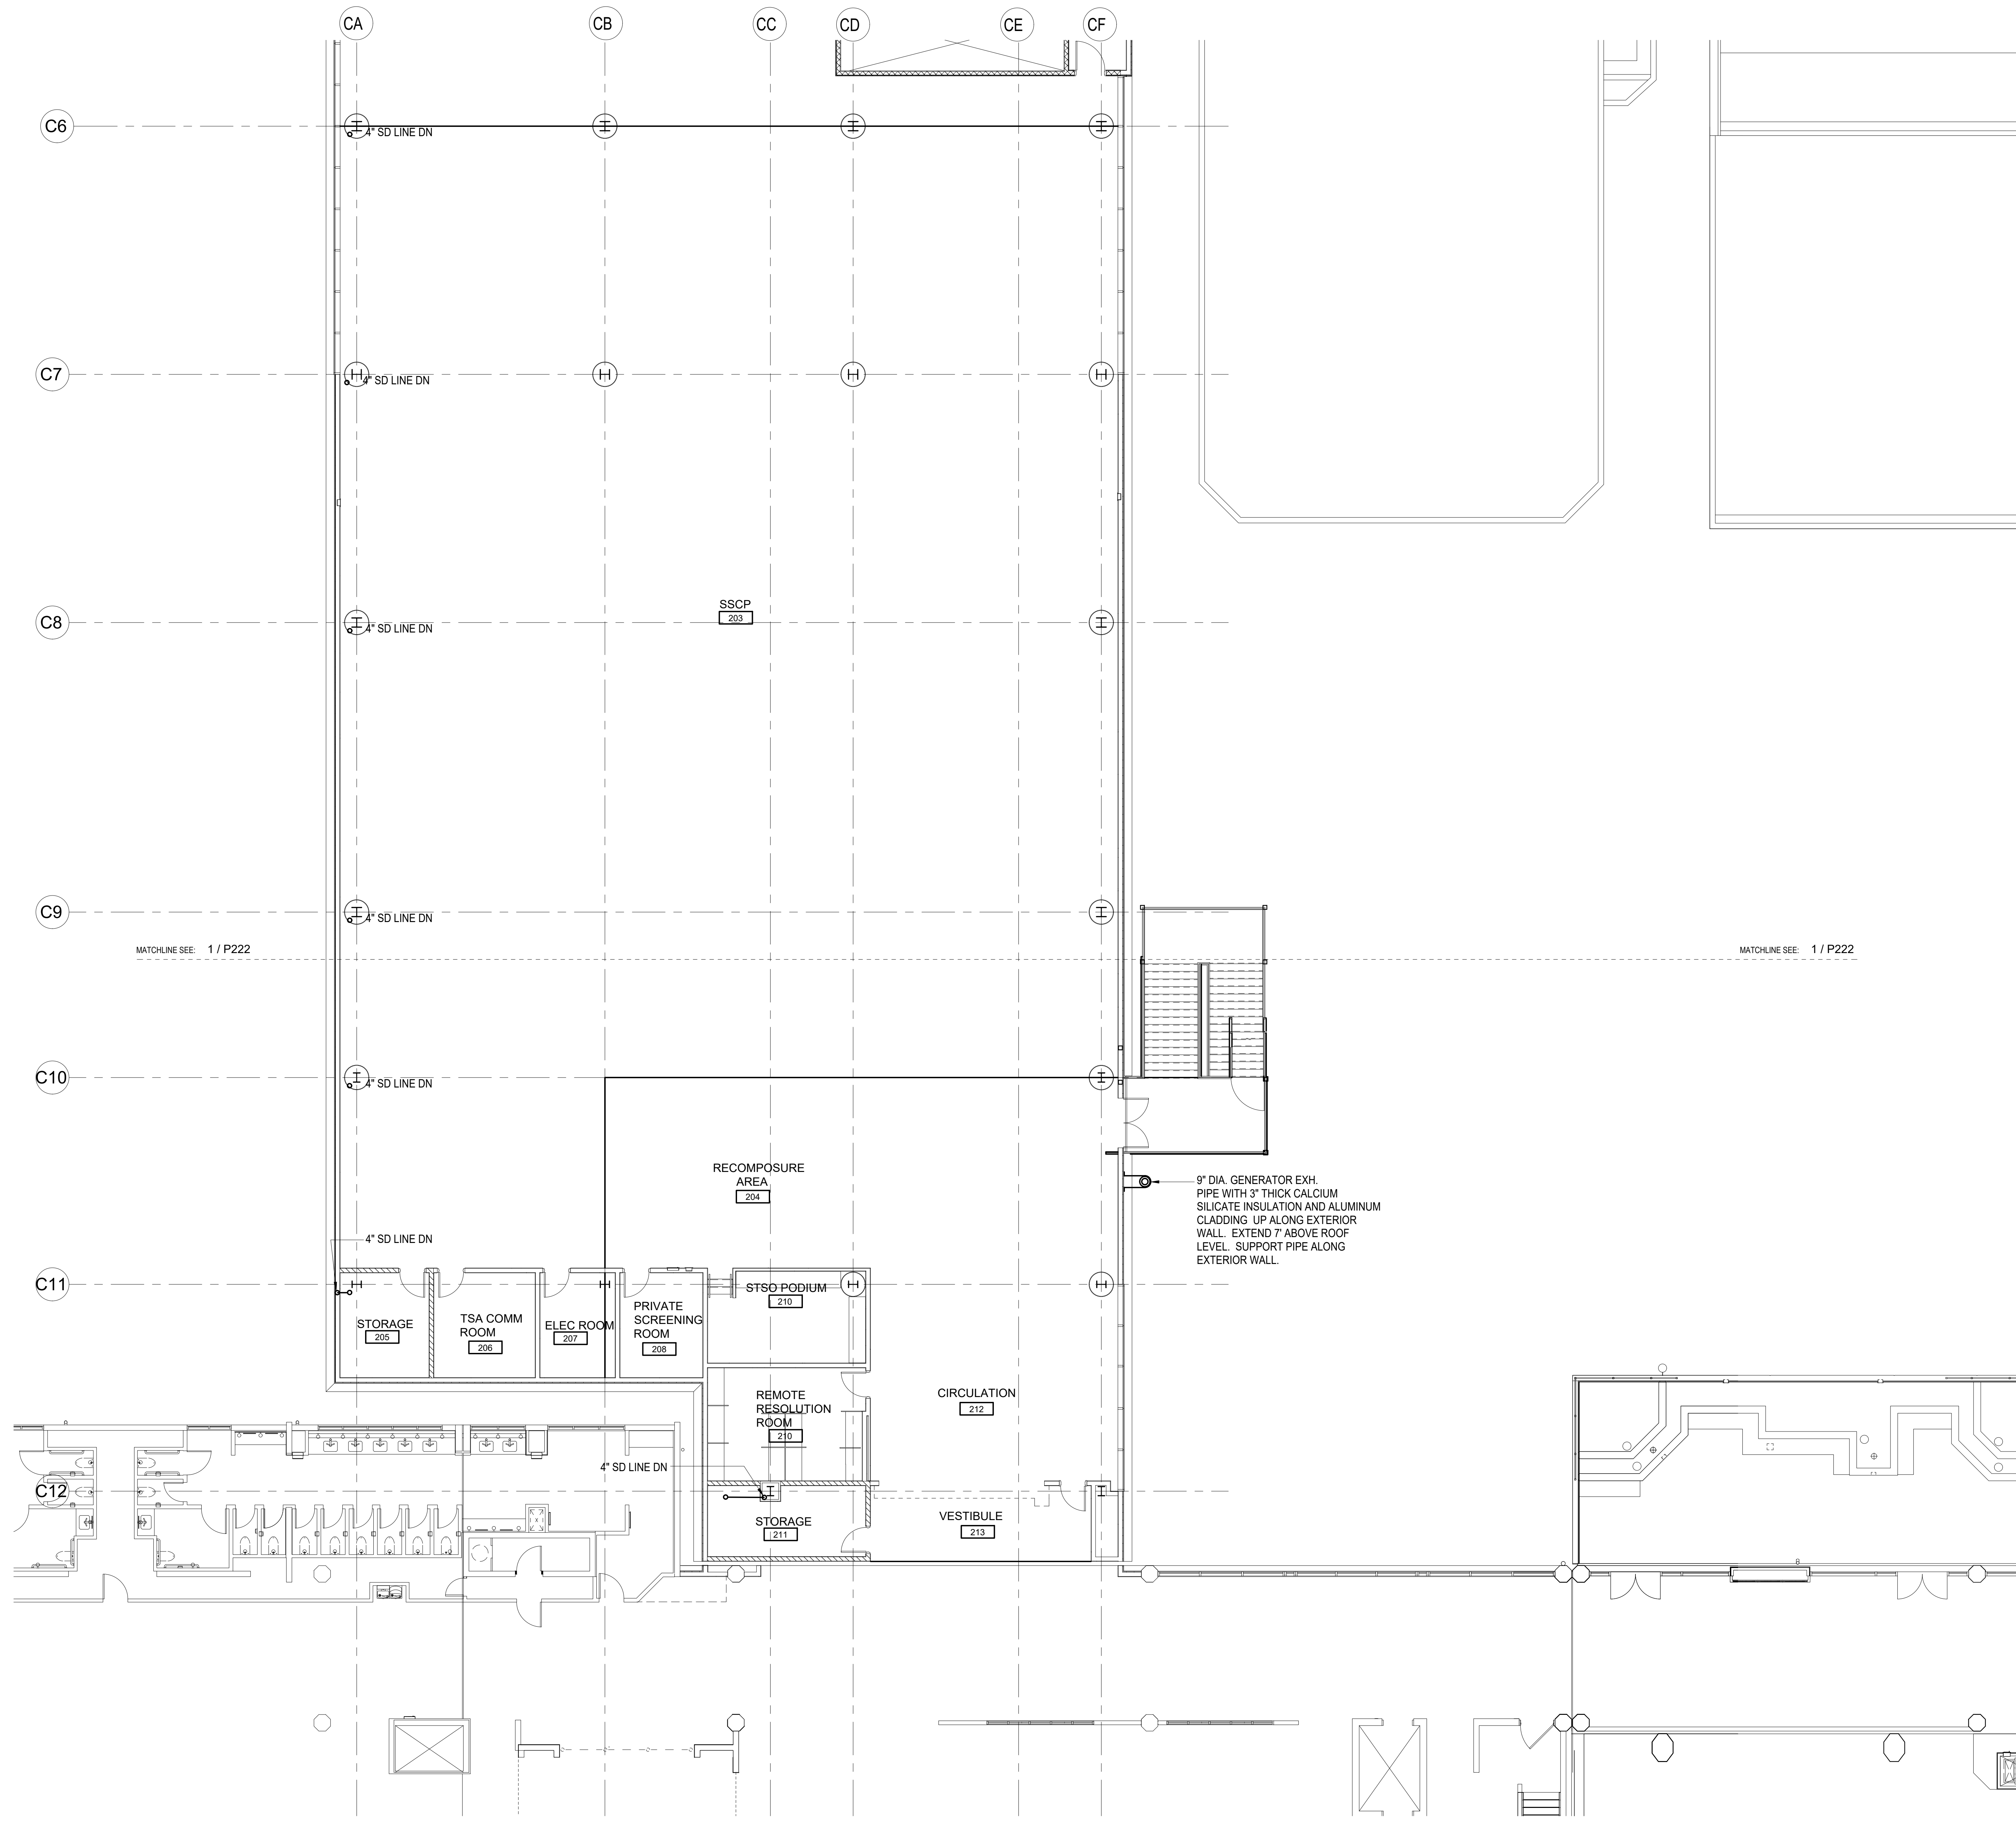 CA
CB
CC
CD
CE
CF
C6
4" SD LINE DN
C7
4" SD LINE DN
SSCP
203
C8
4" SD LINE DN
C9
4" SD LINE DN
MATCHLINE SEE: 1 / P222
MATCHLINE SEE: 1 / P222
C10
4" SD LINE DN
RECOMPOSURE
AREA
204
9" DIA. GENERATOR EXH.
PIPE WITH 3" THICK CALCIUM
SILICATE INSULATION AND ALUMINUM
CLADDING UP ALONG EXTERIOR
WALL. EXTEND 7' ABOVE ROOF
LEVEL. SUPPORT PIPE ALONG
EXTERIOR WALL.
4" SD LINE DN
C11
STORAGE
205
TSA COMM
ROOM
206
ELEC ROOM
207
PRIVATE
SCREENING
ROOM
208
STSO PODIUM
210
REMOTE
RESOLUTION
ROOM
210
CIRCULATION
212
4" SD LINE DN
C12
STORAGE
211
VESTIBULE
213